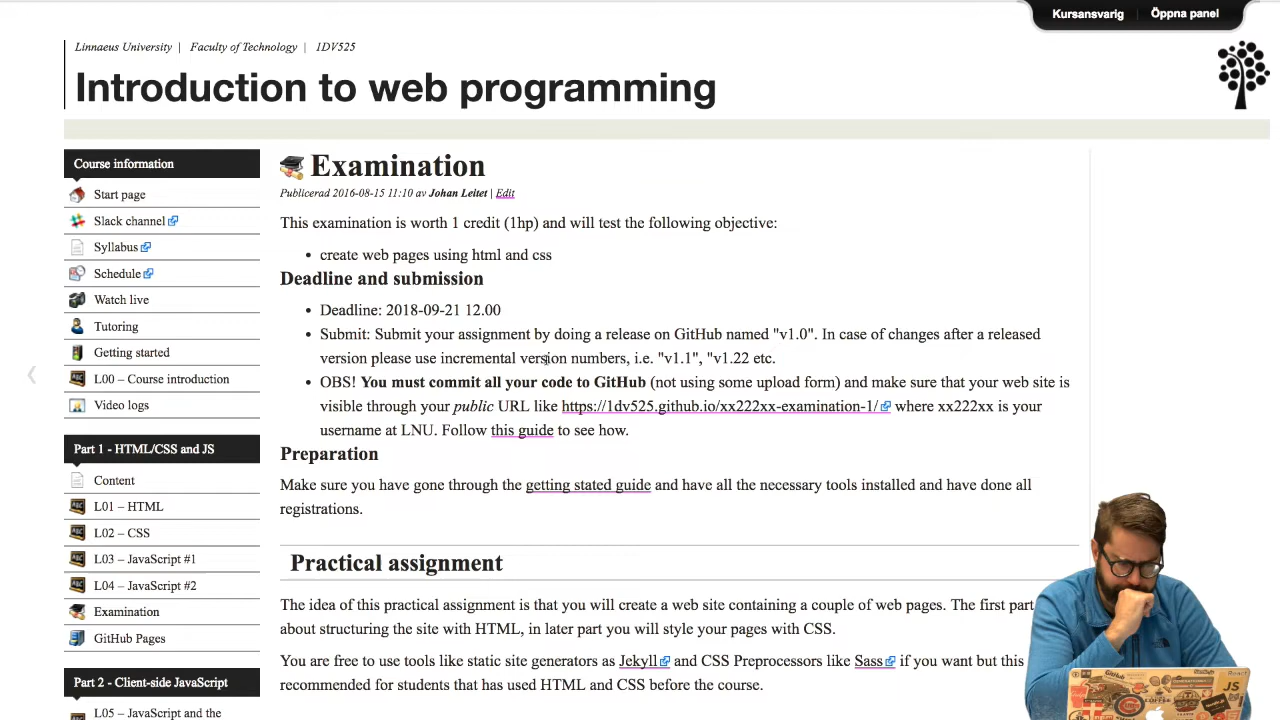 Kursansvarig
Öppna panel
Linnaeus University | Faculty of Technology | 1DV525
Introduction to web programming
Course information
Start page
Slack channel
Syllabus
Schedule
Watch live
Tutoring
Getting started
L00 – Course introduction
Video logs
Part 1 - HTML/CSS and JS
Content
L01 – HTML
L02 – CSS
L03 – JavaScript #1
L04 – JavaScript #2
Examination
GitHub Pages
Part 2 - Client-side JavaScript
L05 – JavaScript and the
Examination
Publicerad 2016-08-15 11:10 av Johan Leitet | Edit
This examination is worth 1 credit (1hp) and will test the following objective:
• create web pages using html and css
Deadline and submission
• Deadline: 2018-09-21 12.00
• Submit: Submit your assignment by doing a release on GitHub named "v1.0". In case of changes after a released
version please use incremental version numbers, i.e. "v1.1", "v1.22 etc.
• OBS! You must commit all your code to GitHub (not using some upload form) and make sure that your web site is
visible through your public URL like https://1dv525.github.io/xx222xx-examination-1/ where xx222xx is your
username at LNU. Follow this guide to see how.
Preparation
Make sure you have gone through the getting stated guide and have all the necessary tools installed and have done all
registrations.
Practical assignment
The idea of this practical assignment is that you will create a web site containing a couple of web pages. The first part
about structuring the site with HTML, in later part you will style your pages with CSS.
You are free to use tools like static site generators as Jekyll and CSS Preprocessors like Sass if you want but this
recommended for students that has used HTML and CSS before the course.
GitHub
JS
COFFEE